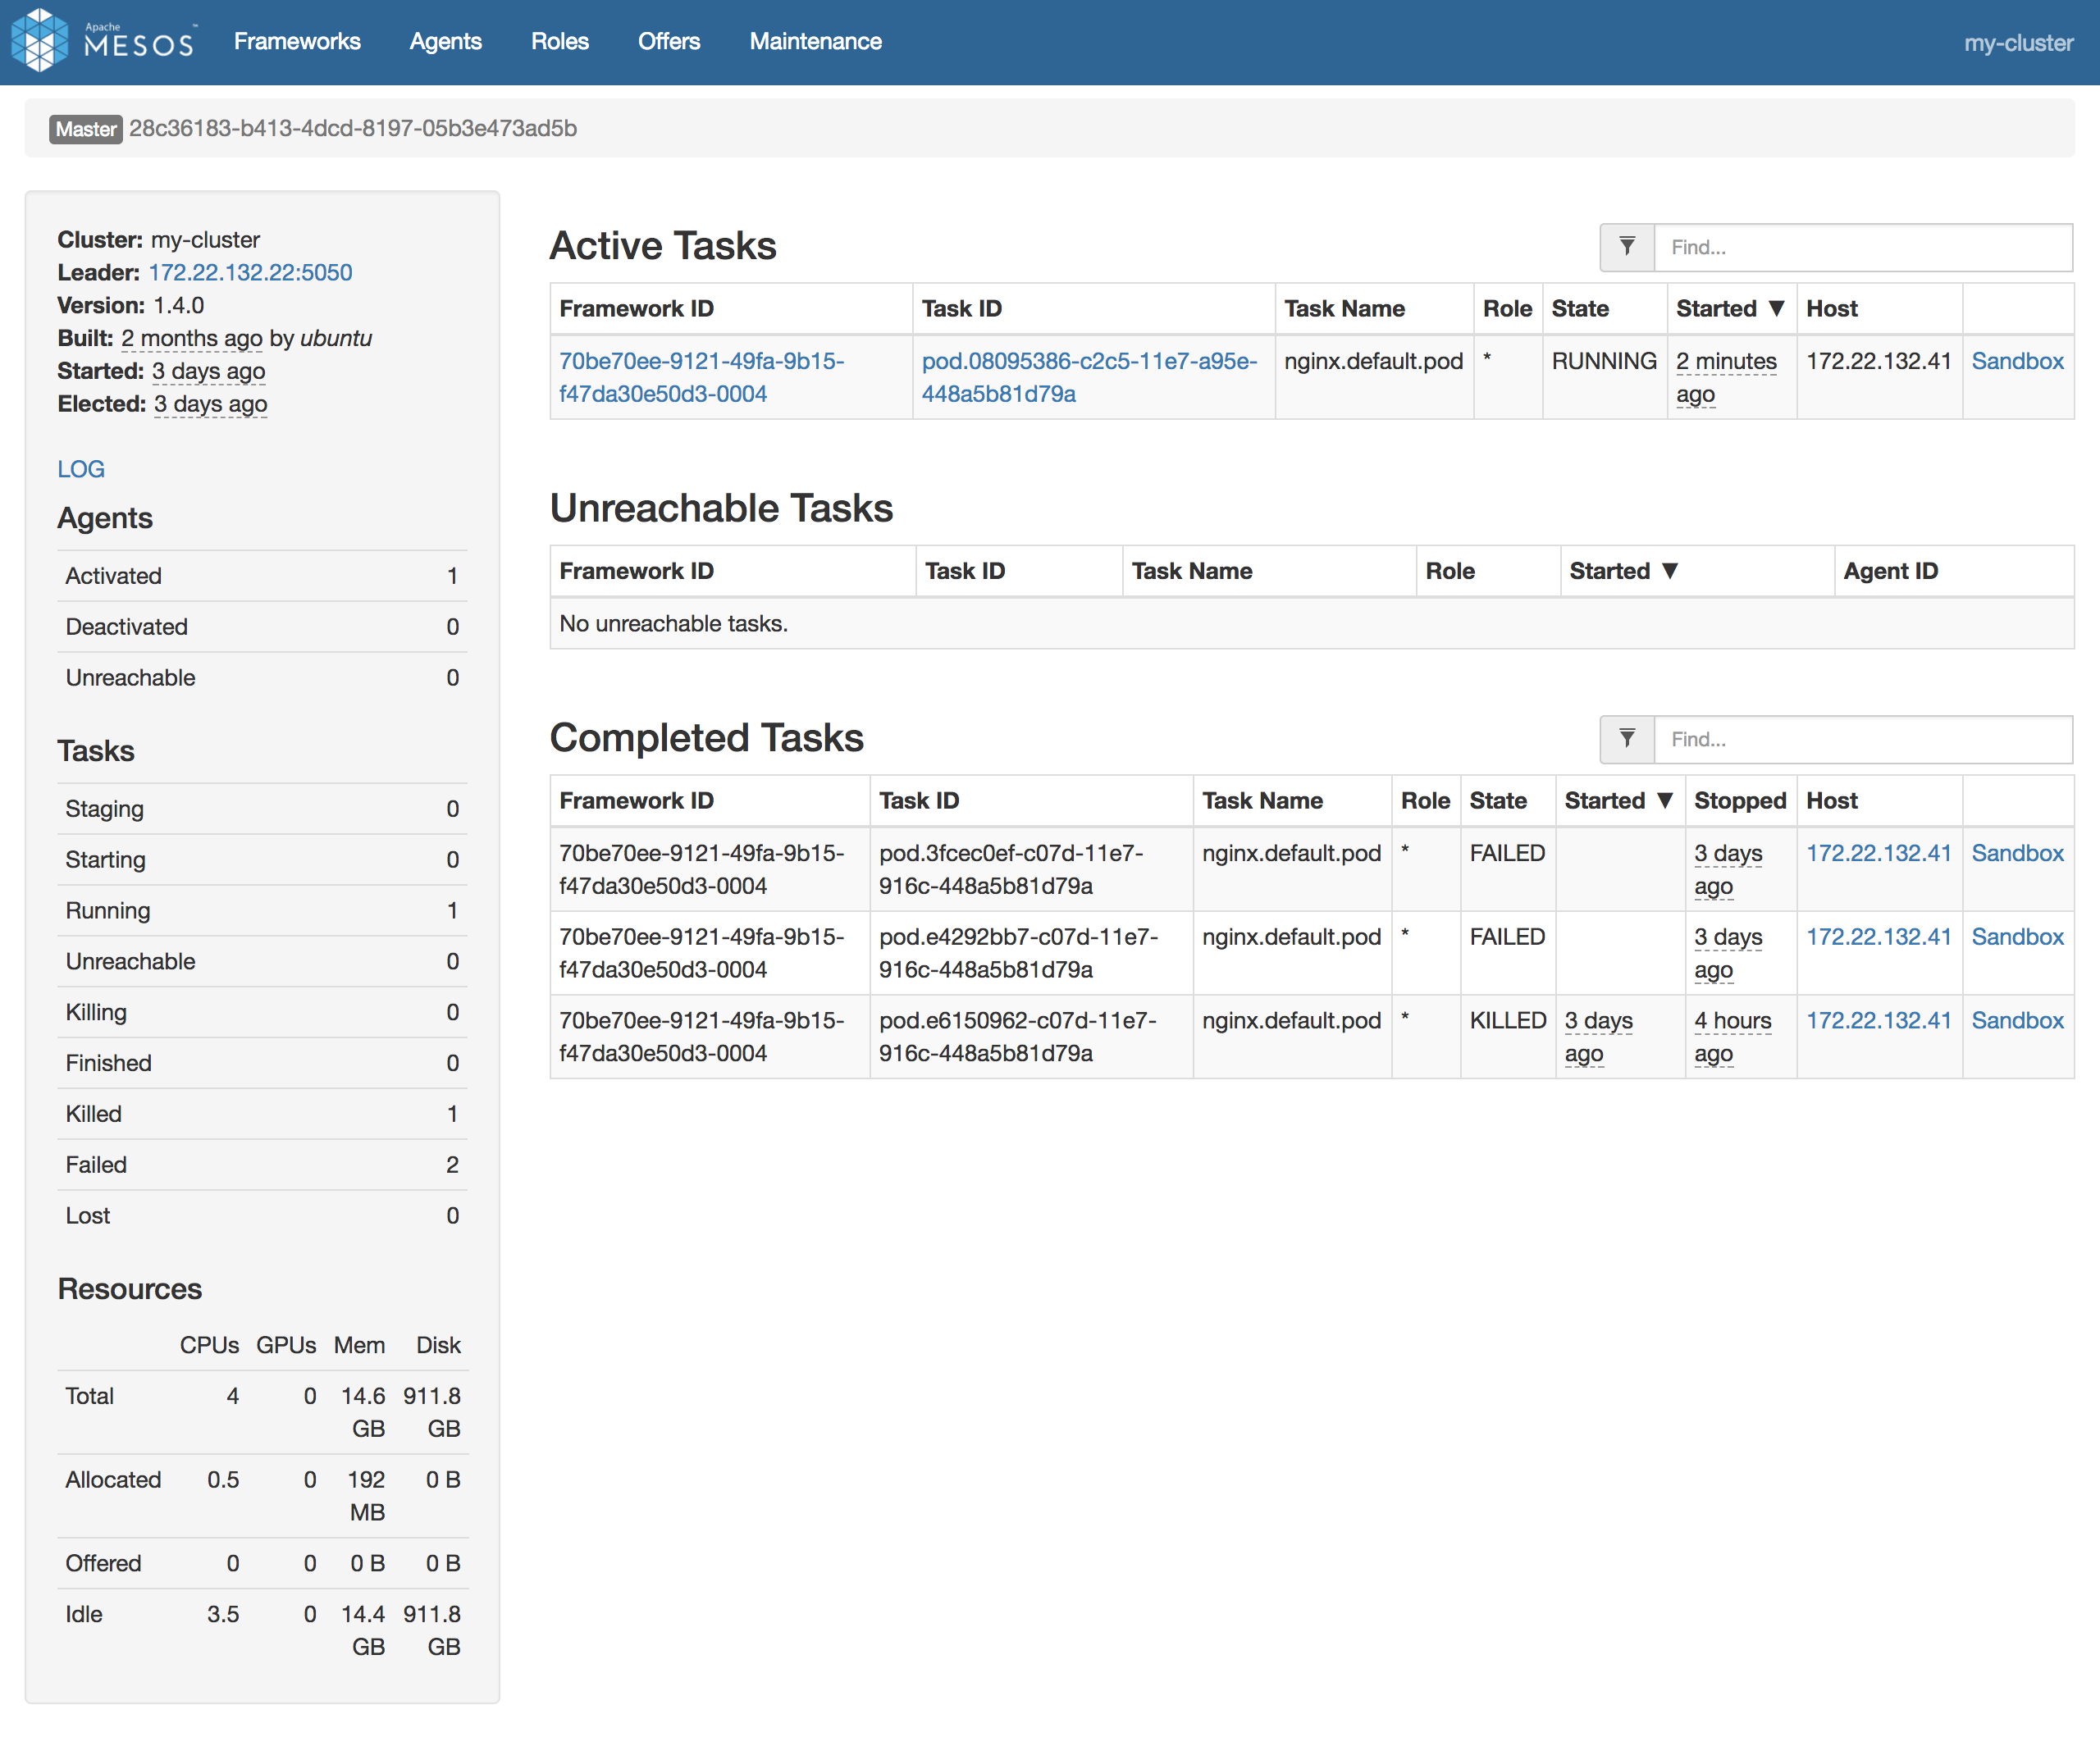 Apache
MESOS™
Frameworks Agents Roles Offers Maintenance my-cluster
Master 28c36183-b413-4dcd-8197-05b3e473ad5b
Cluster: my-cluster
Leader: 172.22.132.22:5050
Version: 1.4.0
Built: 2 months ago by ubuntu
Started: 3 days ago
Elected: 3 days ago
LOG
Agents
Activated 1
Deactivated 0
Unreachable 0
Tasks
Staging 0
Starting 0
Running 1
Unreachable 0
Killing 0
Finished 0
Killed 1
Failed 2
Lost 0
Resources
CPUs GPUs Mem Disk
Total 4 0 14.6 911.8
GB GB
Allocated 0.5 0 192 0 B
MB
Offered 0 0 0 B 0 B
Idle 3.5 0 14.4 911.8
GB GB
Active Tasks Find...
Framework ID Task ID Task Name Role State Started ▼ Host
70be70ee-9121-49fa-9b15- pod.08095386-c2c5-11e7-a95e- nginx.default.pod * RUNNING 2 minutes 172.22.132.41 Sandbox
f47da30e50d3-0004 448a5b81d79a ago
Unreachable Tasks
Framework ID Task ID Task Name Role Started ▼ Agent ID
No unreachable tasks.
Completed Tasks Find...
Framework ID Task ID Task Name Role State Started ▼ Stopped Host
70be70ee-9121-49fa-9b15- pod.3fcec0ef-c07d-11e7- nginx.default.pod * FAILED 3 days 172.22.132.41 Sandbox
f47da30e50d3-0004 916c-448a5b81d79a ago
70be70ee-9121-49fa-9b15- pod.e4292bb7-c07d-11e7- nginx.default.pod * FAILED 3 days 172.22.132.41 Sandbox
f47da30e50d3-0004 916c-448a5b81d79a ago
70be70ee-9121-49fa-9b15- pod.e6150962-c07d-11e7- nginx.default.pod * KILLED 3 days 4 hours 172.22.132.41 Sandbox
f47da30e50d3-0004 916c-448a5b81d79a ago ago